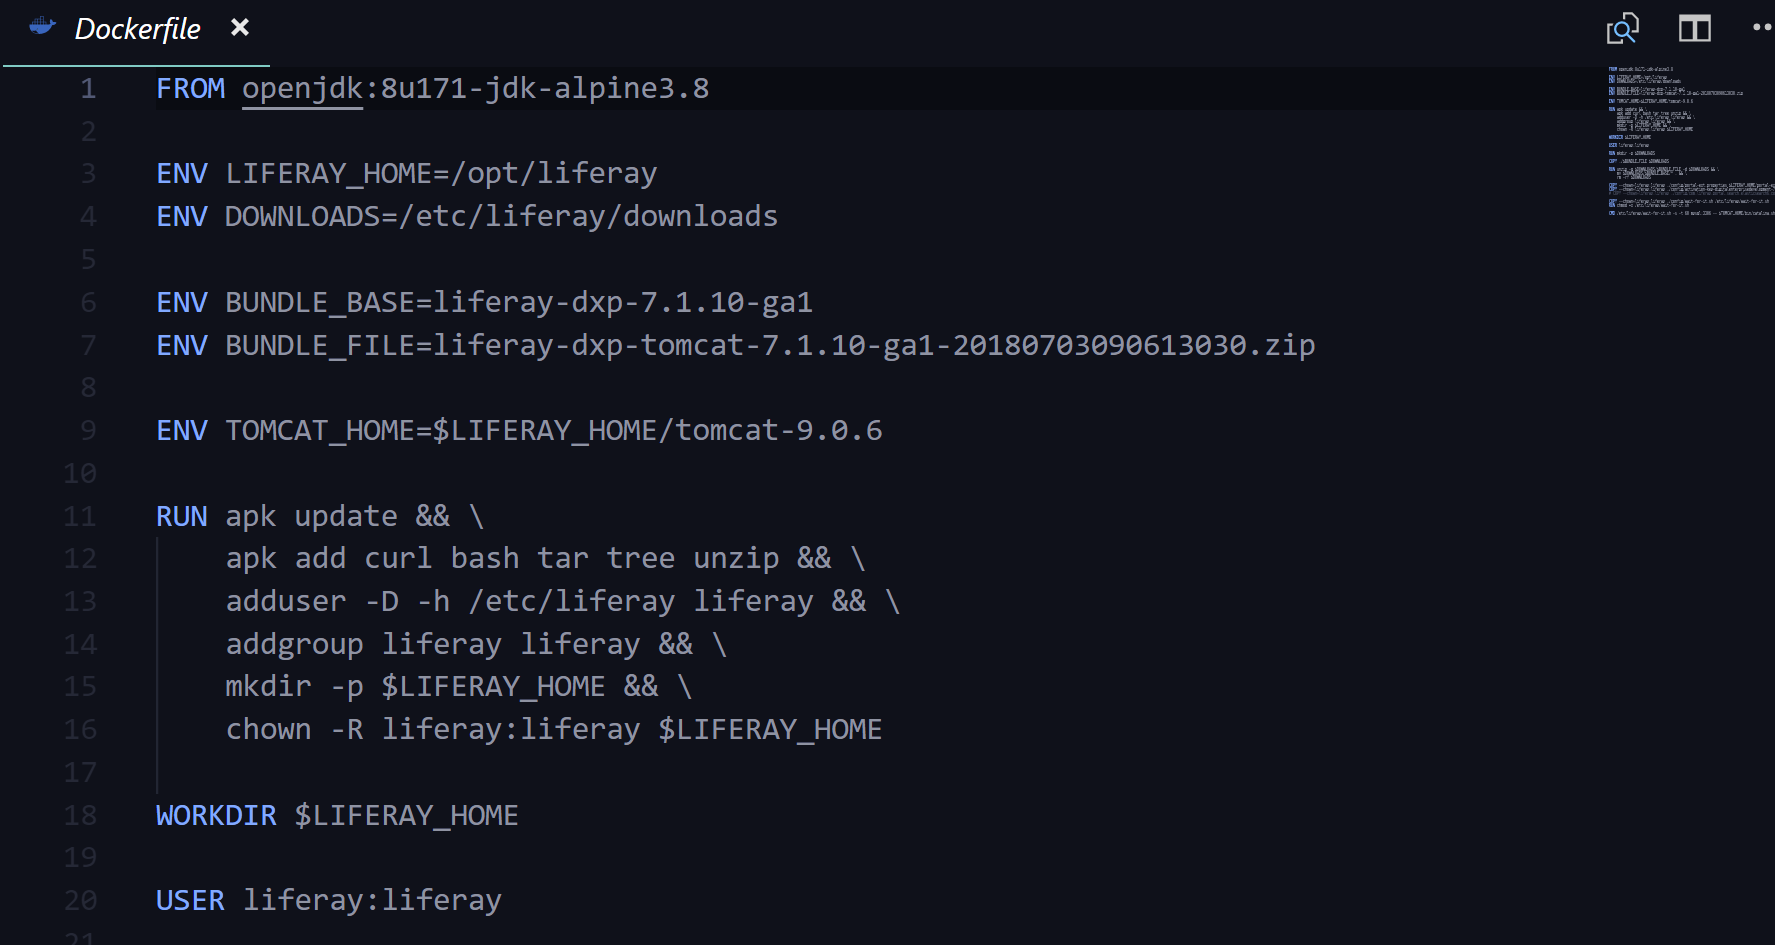 Dockerfile
1 FROM openjdk:8u171-jdk-alpine3.8
2
3 ENV LIFERAY_HOME=/opt/liferay
4 ENV DOWNLOADS=/etc/liferay/downloads
5
6 ENV BUNDLE_BASE=liferay-dxp-7.1.10-ga1
7 ENV BUNDLE_FILE=liferay-dxp-tomcat-7.1.10-ga1-20180703090613030.zip
8
9 ENV TOMCAT_HOME=$LIFERAY_HOME/tomcat-9.0.6
10
11 RUN apk update && \
12 apk add curl bash tar tree unzip && \
13 adduser -D -h /etc/liferay liferay && \
14 addgroup liferay liferay && \
15 mkdir -p $LIFERAY_HOME && \
16 chown -R liferay:liferay $LIFERAY_HOME
17
18 WORKDIR $LIFERAY_HOME
19
20 USER liferay:liferay
21